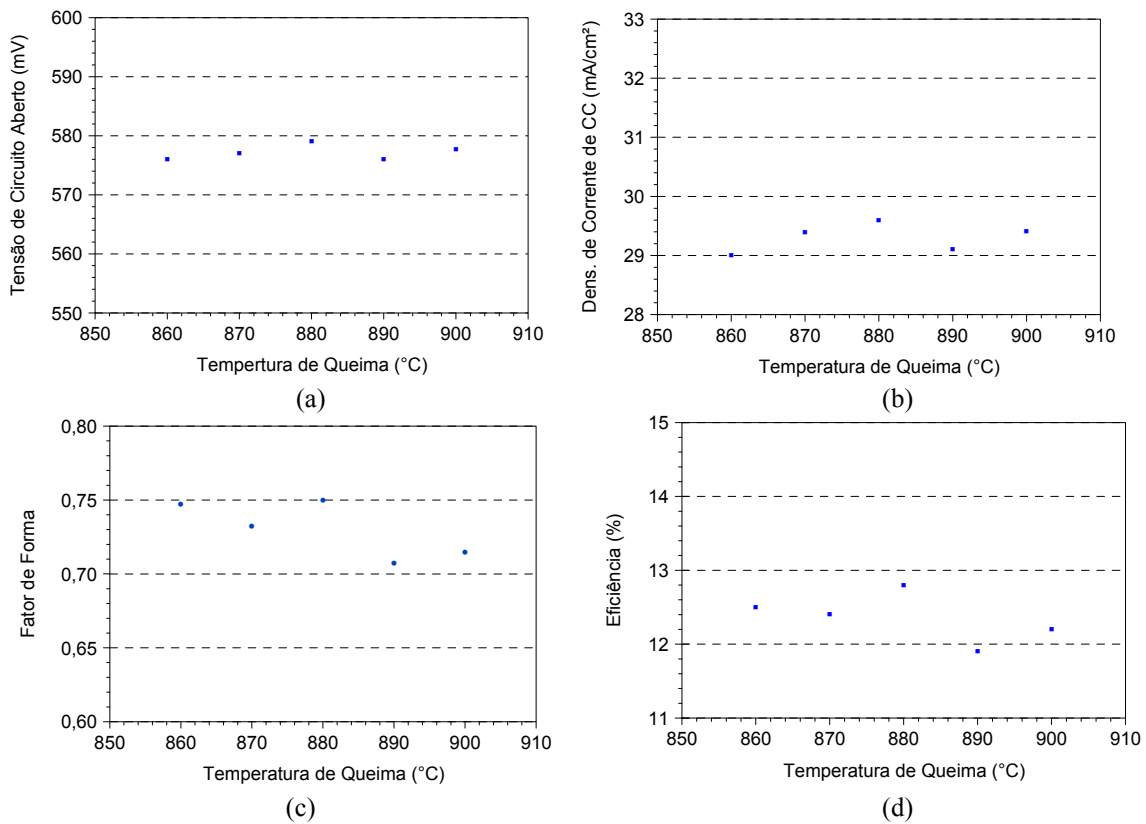 600
590
580
570
560
550
850 860 870 880 890 900 910
Tensão de Circuito Aberto (mV)
Tempertura de Queima (°C)
(a)
33
32
31
30
29
28
850 860 870 880 890 900 910
Dens. de Corrente de CC (mA/cm²)
Temperatura de Queima (°C)
(b)
0,80
0,75
0,70
0,65
0,60
850 860 870 880 890 900 910
Fator de Forma
Temperatura de Queima (°C)
(c)
15
14
13
12
11
850 860 870 880 890 900 910
Eficiência (%)
Temperatura de Queima (°C)
(d)